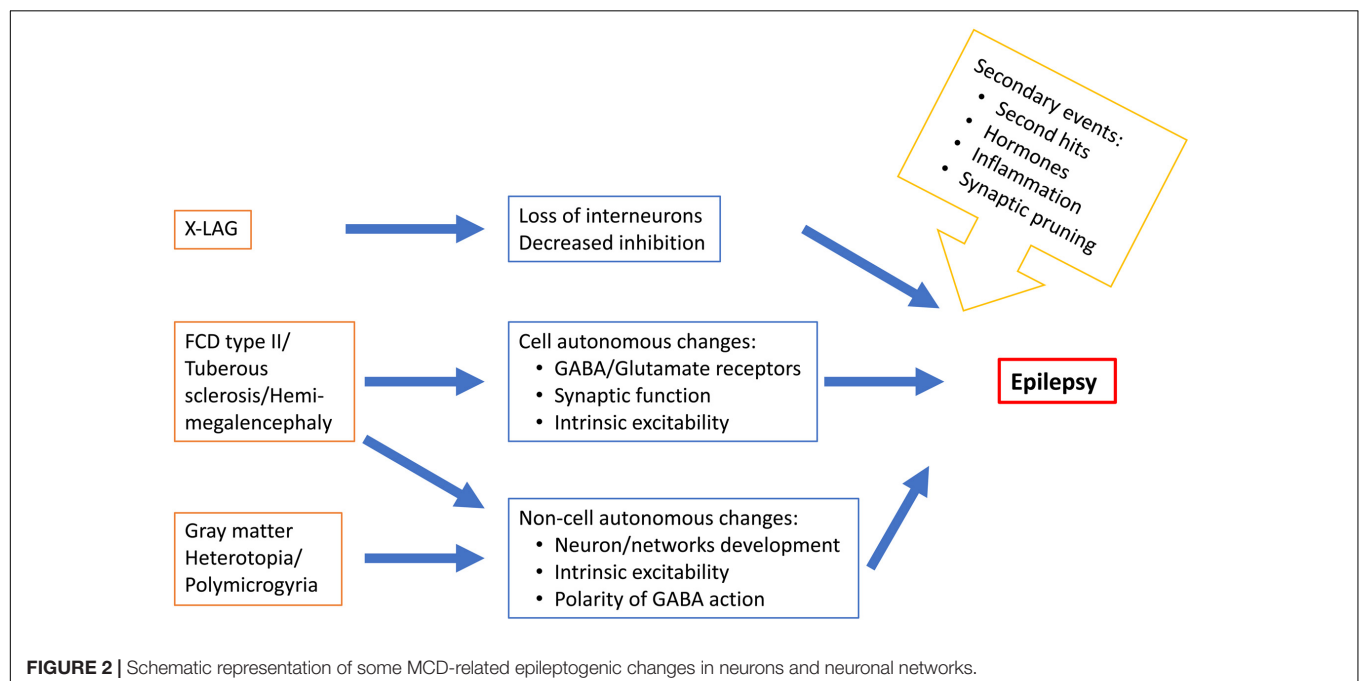 Secondary events:
• Second hits
• Hormones
• Inflammation
• Synaptic pruning
X-LAG
Loss of interneurons
Decreased inhibition
FCD type II/
Tuberous
sclerosis/Hemi-
megalencephaly
Cell autonomous changes:
• GABA/Glutamate receptors
• Synaptic function
• Intrinsic excitability
Epilepsy
Gray matter
Heterotopia/
Polymicrogyria
Non-cell autonomous changes:
• Neuron/networks development
• Intrinsic excitability
• Polarity of GABA action
FIGURE 2 | Schematic representation of some MCD-related epileptogenic changes in neurons and neuronal networks.